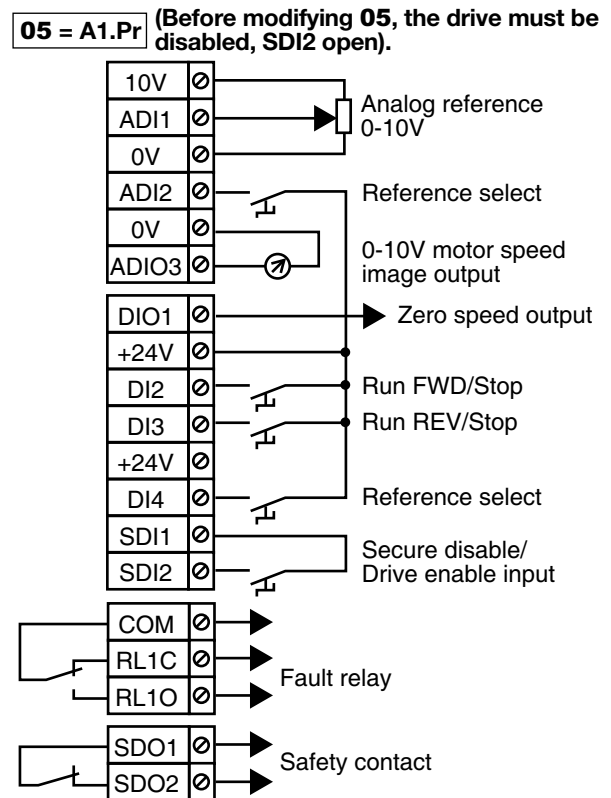 05 = A1.Pr (Before modifying 05, the drive must be
disabled, SDI2 open).
10V
ADI1
Analog reference
0-10V
0V
ADI2
Reference select
0V
ADIO3
0-10V motor speed
image output
DIO1
Zero speed output
+24V
DI2
Run FWD/Stop
DI3
Run REV/Stop
+24V
DI4
Reference select
SDI1
SDI2
Secure disable/
Drive enable input
COM
RL1C
RL1O
Fault relay
SDO1
SDO2
Safety contact